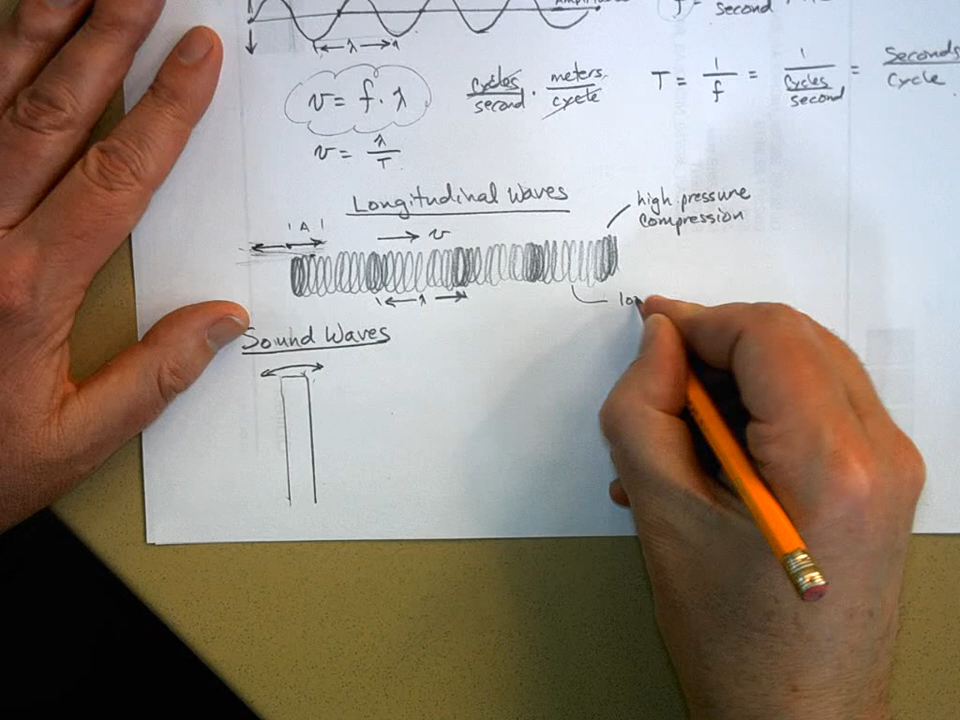 second
λ
v = f · λ
cycles/second · meters/cycle
T = 1/f = 1/(cycles/second) = Seconds/Cycle
v = λ/T
Longitudinal Waves
high pressure
compression
A
v
λ
lo
Sound Waves